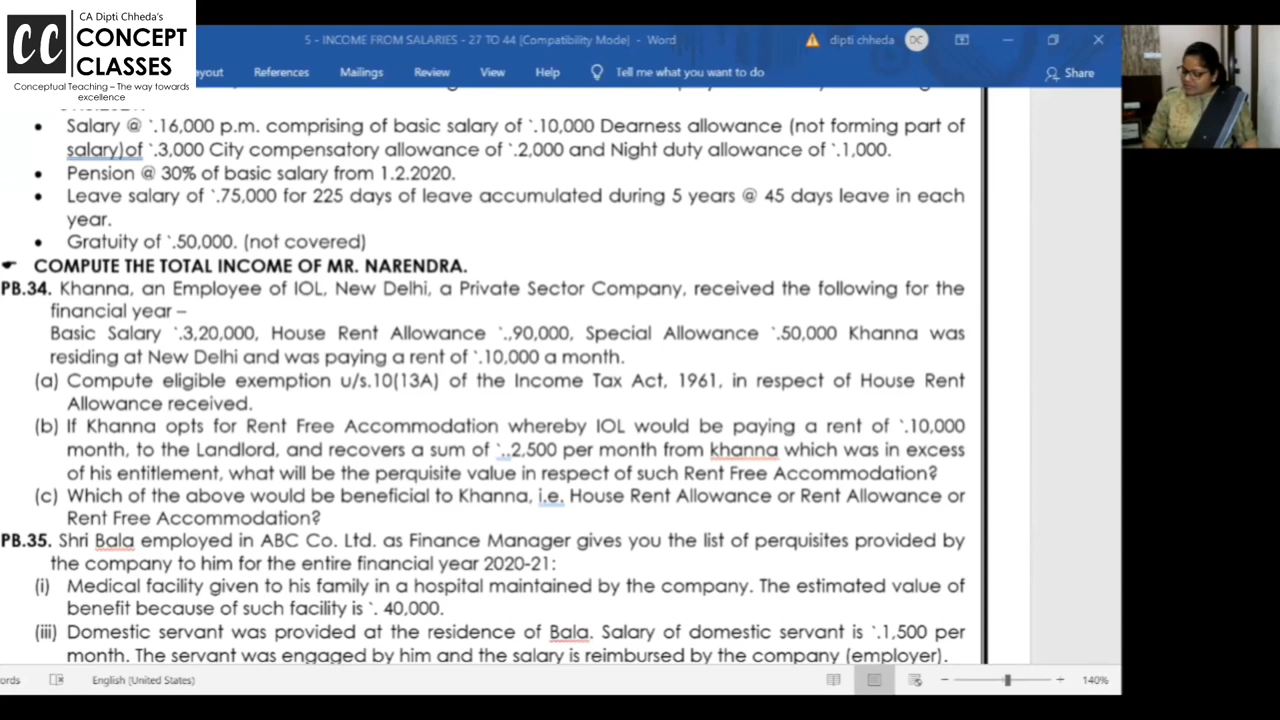 CA Dipti Chheda's
CC CONCEPT
CLASSES
Conceptual Teaching – The way towards
excellence
5 - INCOME FROM SALARIES - 27 TO 44 [Compatibility Mode] - Word
dipti chheda DC
ayout References Mailings Review View Help Tell me what you want to do Share
• Salary @ `.16,000 p.m. comprising of basic salary of `.10,000 Dearness allowance (not forming part of
salary)of `.3,000 City compensatory allowance of `.2,000 and Night duty allowance of `.1,000.
• Pension @ 30% of basic salary from 1.2.2020.
• Leave salary of `.75,000 for 225 days of leave accumulated during 5 years @ 45 days leave in each
year.
• Gratuity of `.50,000. (not covered)
☛ COMPUTE THE TOTAL INCOME OF MR. NARENDRA.
PB.34. Khanna, an Employee of IOL, New Delhi, a Private Sector Company, received the following for the
financial year –
Basic Salary `.3,20,000, House Rent Allowance `.,90,000, Special Allowance `.50,000 Khanna was
residing at New Delhi and was paying a rent of `.10,000 a month.
(a) Compute eligible exemption u/s.10(13A) of the Income Tax Act, 1961, in respect of House Rent
Allowance received.
(b) If Khanna opts for Rent Free Accommodation whereby IOL would be paying a rent of `.10,000
month, to the Landlord, and recovers a sum of `..2,500 per month from khanna which was in excess
of his entitlement, what will be the perquisite value in respect of such Rent Free Accommodation?
(c) Which of the above would be beneficial to Khanna, i.e. House Rent Allowance or Rent Allowance or
Rent Free Accommodation?
PB.35. Shri Bala employed in ABC Co. Ltd. as Finance Manager gives you the list of perquisites provided by
the company to him for the entire financial year 2020-21:
(i) Medical facility given to his family in a hospital maintained by the company. The estimated value of
benefit because of such facility is `. 40,000.
(iii) Domestic servant was provided at the residence of Bala. Salary of domestic servant is `.1,500 per
month. The servant was engaged by him and the salary is reimbursed by the company (employer).
ords English (United States) 140%